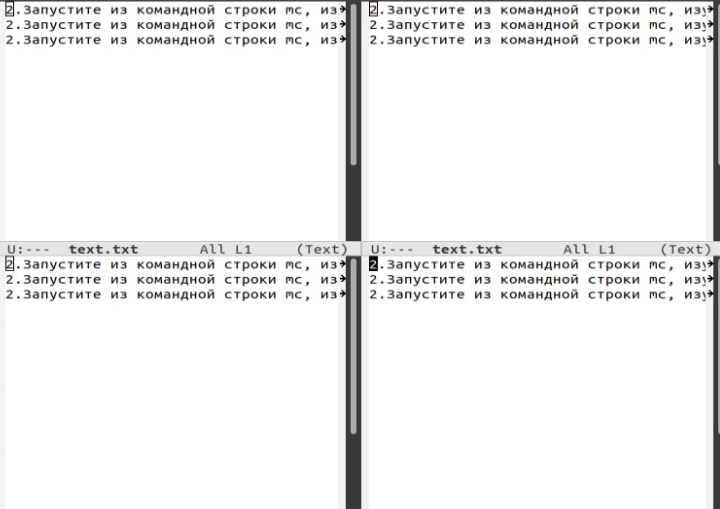 2.Запустите из командной строки mc, из
2.Запустите из командной строки mc, из
2.Запустите из командной строки mc, из
U:--- text.txt All L1 (Text)
2.Запустите из командной строки mc, изу
2.Запустите из командной строки mc, изу
2.Запустите из командной строки mc, изу
U:--- text.txt All L1 (Text)
2.Запустите из командной строки mc, из
2.Запустите из командной строки mc, из
2.Запустите из командной строки mc, из
2.Запустите из командной строки mc, изу
2.Запустите из командной строки mc, изу
2.Запустите из командной строки mc, изу